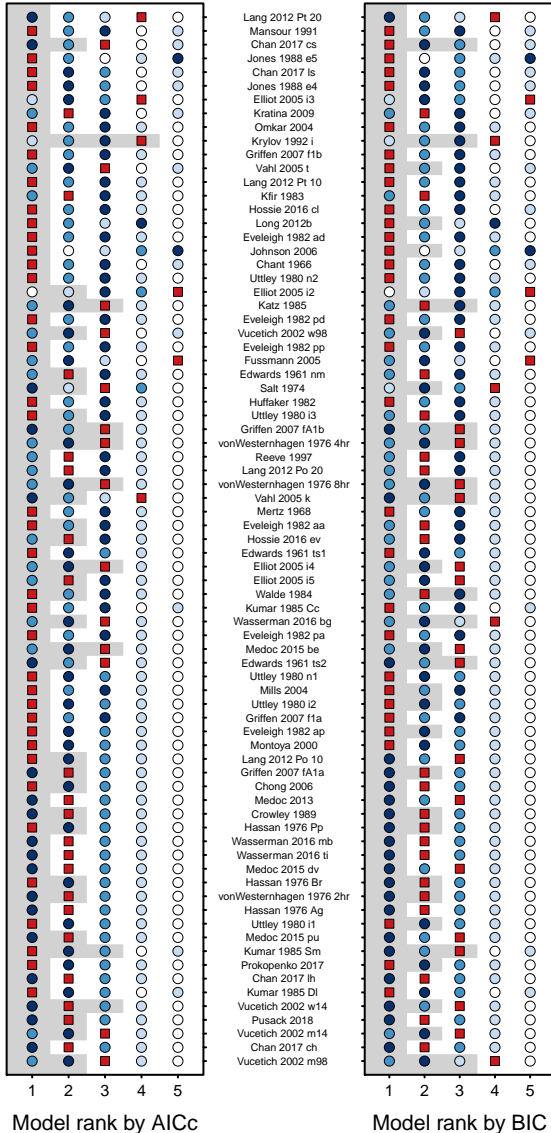 Lang 2012 Pt 20
Mansour 1991
Chan 2017 cs
Jones 1988 e5
Chan 2017 ls
Jones 1988 e4
Elliot 2005 i3
Kratina 2009
Omkar 2004
Krylov 1992 i
Griffen 2007 f1b
Vahl 2005 t
Lang 2012 Pt 10
Kfir 1983
Hossie 2016 cl
Long 2012b
Eveleigh 1982 ad
Johnson 2006
Chant 1966
Uttley 1980 n2
Elliot 2005 i2
Katz 1985
Eveleigh 1982 pd
Vucetich 2002 w98
Eveleigh 1982 pp
Fussmann 2005
Edwards 1961 nm
Salt 1974
Huffaker 1982
Uttley 1980 i3
Griffen 2007 fA1b
vonWesternhagen 1976 4hr
Reeve 1997
Lang 2012 Po 20
vonWesternhagen 1976 8hr
Vahl 2005 k
Mertz 1968
Eveleigh 1982 aa
Hossie 2016 ev
Edwards 1961 ts1
Elliot 2005 i4
Elliot 2005 i5
Walde 1984
Kumar 1985 Cc
Wasserman 2016 bg
Eveleigh 1982 pa
Medoc 2015 be
Edwards 1961 ts2
Uttley 1980 n1
Mills 2004
Uttley 1980 i2
Griffen 2007 f1a
Eveleigh 1982 ap
Montoya 2000
Lang 2012 Po 10
Griffen 2007 fA1a
Chong 2006
Medoc 2013
Crowley 1989
Hassan 1976 Pp
Wasserman 2016 mb
Wasserman 2016 ti
Medoc 2015 dv
Hassan 1976 Br
vonWesternhagen 1976 2hr
Hassan 1976 Ag
Uttley 1980 i1
Medoc 2015 pu
Kumar 1985 Sm
Prokopenko 2017
Chan 2017 lh
Kumar 1985 Dl
Vucetich 2002 w14
Pusack 2018
Vucetich 2002 m14
Chan 2017 ch
Vucetich 2002 m98
1 2 3 4 5 1 2 3 4 5
Model rank by AICc Model rank by BIC